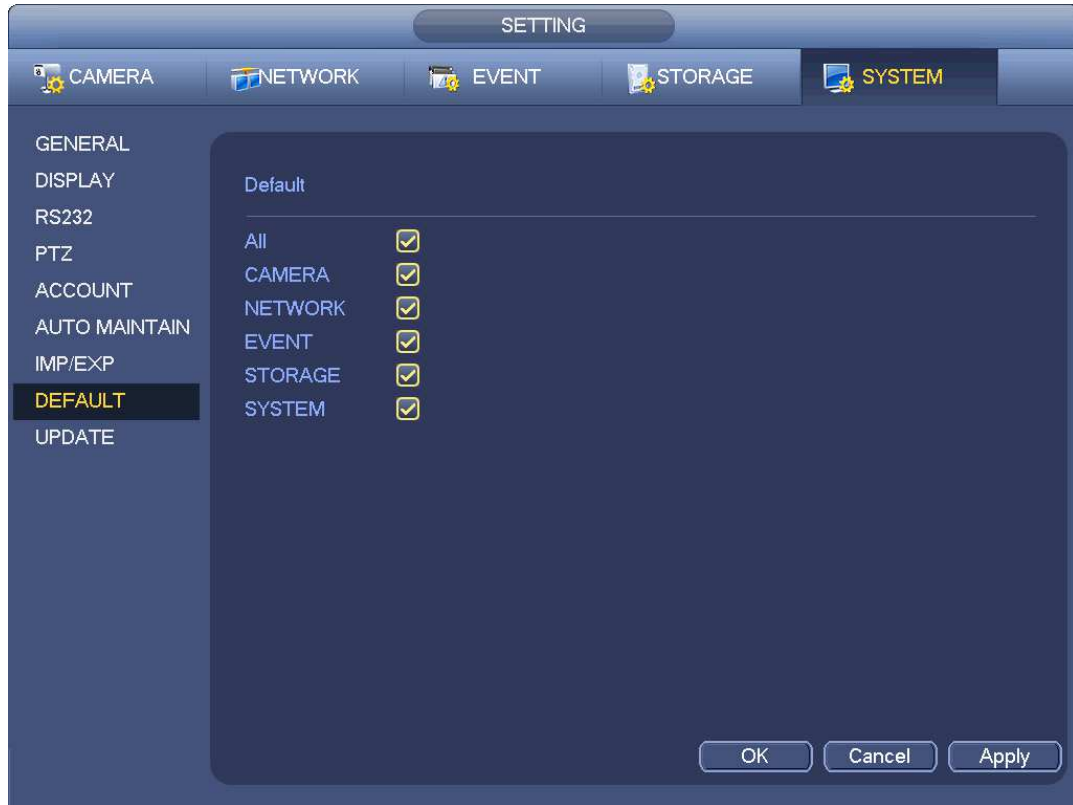 SETTING
CAMERA NETWORK EVENT STORAGE SYSTEM
GENERAL
DISPLAY
RS232
PTZ
ACCOUNT
AUTO MAINTAIN
IMP/EXP
DEFAULT
UPDATE
Default
All
CAMERA
NETWORK
EVENT
STORAGE
SYSTEM
OK Cancel Apply